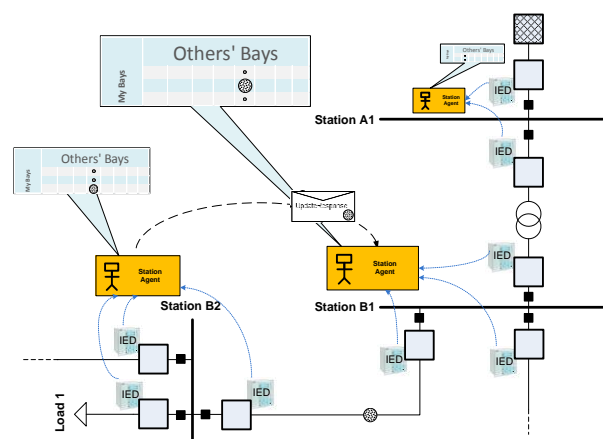 Others' Bays
My Bays
Others' Bays
Station
Agent
IED
Station A1
IED
Others' Bays
My Bays
Update-response
Station
Agent
IED
Station
Agent
Station B2
Station B1
IED
IED
IED
IED
IED
Load 1